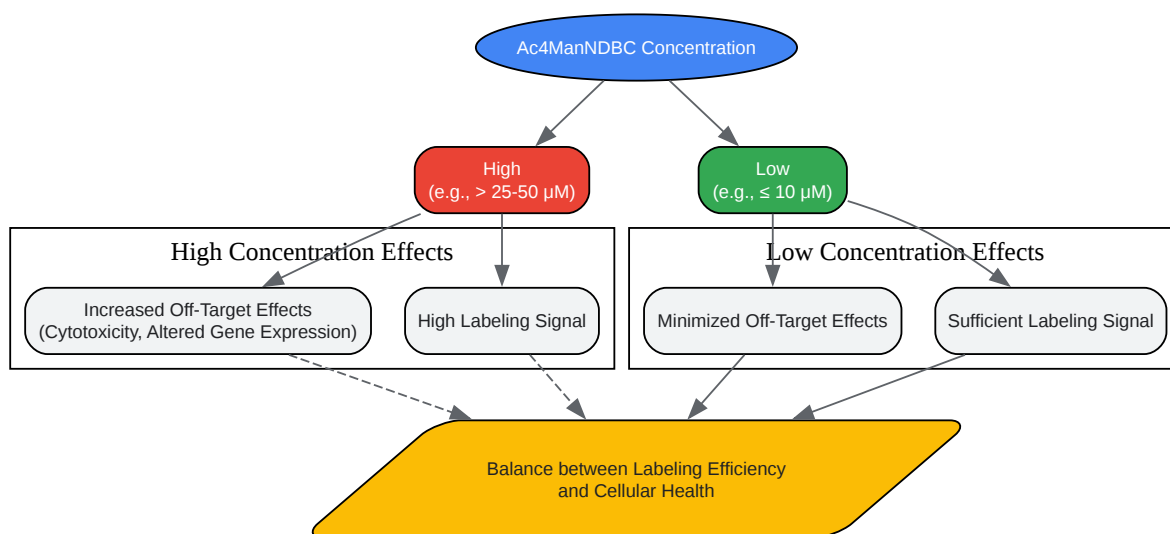 Ac4ManNDBC Concentration
High
(e.g., > 25-50 μM)
Low
(e.g., ≤ 10 μM)
High Concentration Effects
Low Concentration Effects
Increased Off-Target Effects
(Cytotoxicity, Altered Gene Expression)
High Labeling Signal
Minimized Off-Target Effects
Sufficient Labeling Signal
Balance between Labeling Efficiency
and Cellular Health